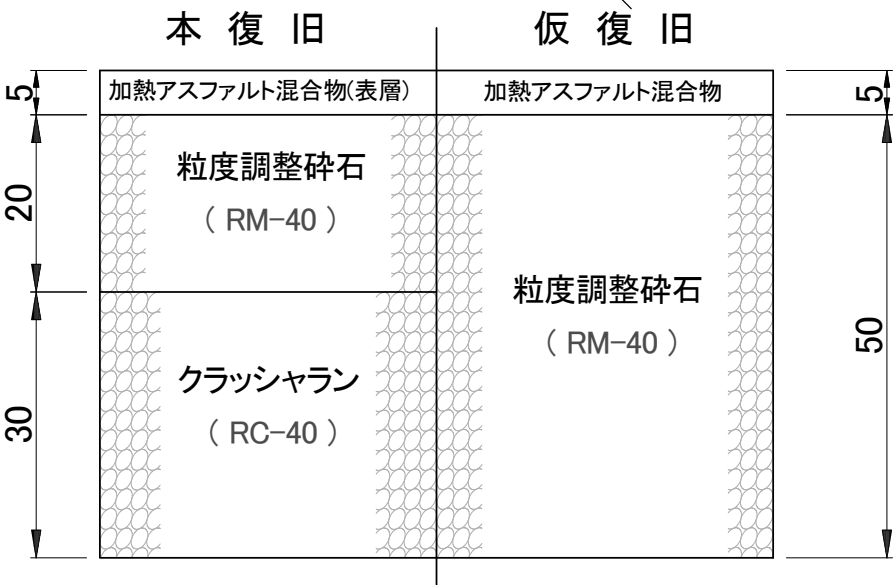 本復旧
仮復旧
加熱アスファルト混合物(表層)
加熱アスファルト混合物
5
5
粒度調整砕石
( RM-40 )
20
粒度調整砕石
( RM-40 )
50
クラッシャラン
( RC-40 )
30